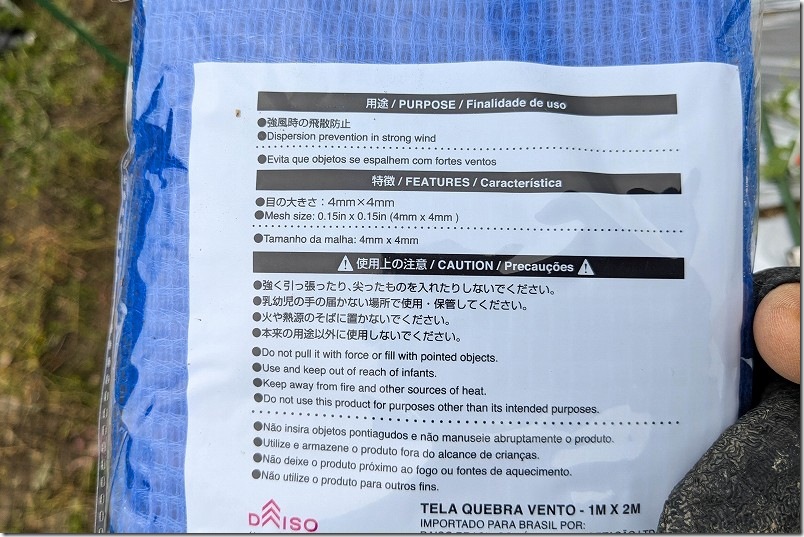 用途 / PURPOSE / Finalidade de uso
●強風時の飛散防止
●Dispersion prevention in strong wind
●Evita que objetos se espalhem com fortes ventos
特徴 / FEATURES / Característica
●目の大きさ：4mm×4mm
●Mesh size: 0.15in x 0.15in (4mm x 4mm )
●Tamanho da malha: 4mm x 4mm
使用上の注意 / CAUTION / Precauções
●強く引っ張ったり､尖ったものを入れたりしないでください。
●乳幼児の手の届かない場所で使用・保管してください。
●火や熱源のそばに置かないでください。
●本来の用途以外に使用しないでください。
●Do not pull it with force or fill with pointed objects.
●Use and keep out of reach of infants.
●Keep away from fire and other sources of heat.
●Do not use this product for purposes other than its intended purposes.
●Não insira objetos pontiagudos e não manuseie abruptamente o produto.
●Utilize e armazene o produto fora do alcance de crianças.
●Não deixe o produto próximo ao fogo ou fontes de aquecimento.
●Não utilize o produto para outros fins.
DAISO
TELA QUEBRA VENTO - 1M X 2M
IMPORTADO PARA BRASIL POR: